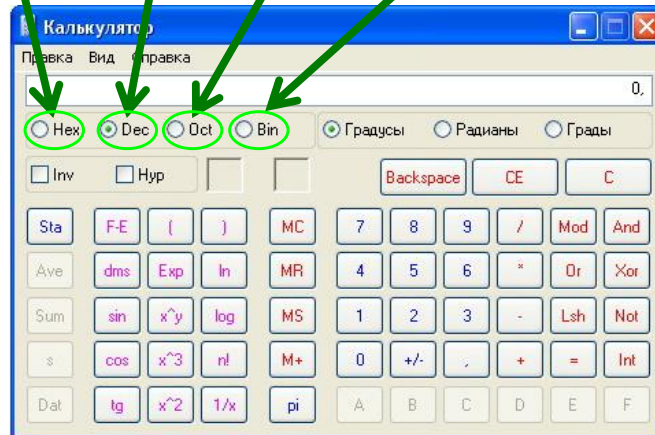 Калькулятор
Правка Вид Справка
0,
Hex Dec Oct Bin Градусы Радианы Грады
Inv Hyp Backspace CE C
Sta F-E ( ) MC 7 8 9 / Mod And
Ave dms Exp ln MR 4 5 6 * Or Xor
Sum sin x^y log MS 1 2 3 - Lsh Not
s cos x^3 n! M+ 0 +/- , + = Int
Dat tg x^2 1/x pi A B C D E F